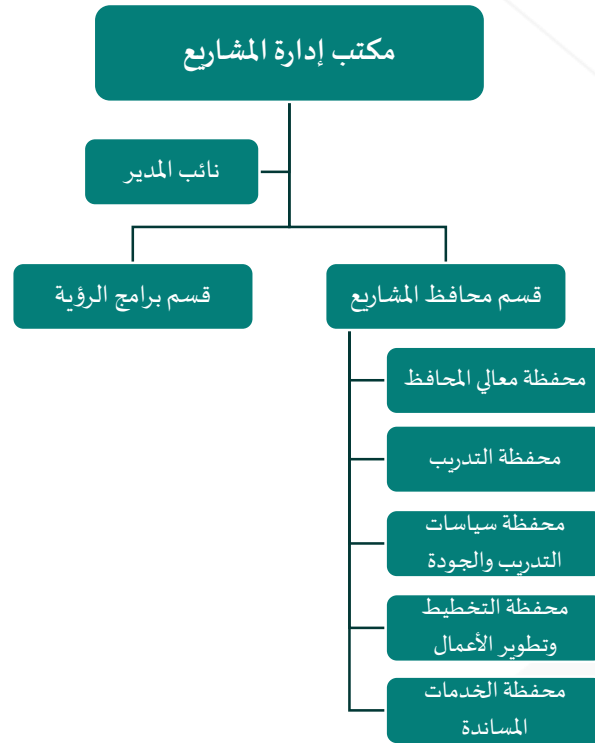 مكتب إدارة المشاريع
نائب المدير
قسم محافظ المشاريع
قسم برامج الرؤية
محفظة معالي المحافظ
محفظة التدريب
محفظة سياسات
التدريب والجودة
محفظة التخطيط
وتطوير الأعمال
محفظة الخدمات
المساندة